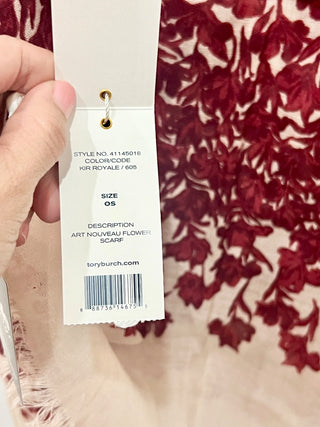 STYLE NO. 41145016
COLOR/CODE
KIR ROYALE / 605
SIZE
OS
DESCRIPTION
ART NOUVEAU FLOWER
SCARF
toryburch.com